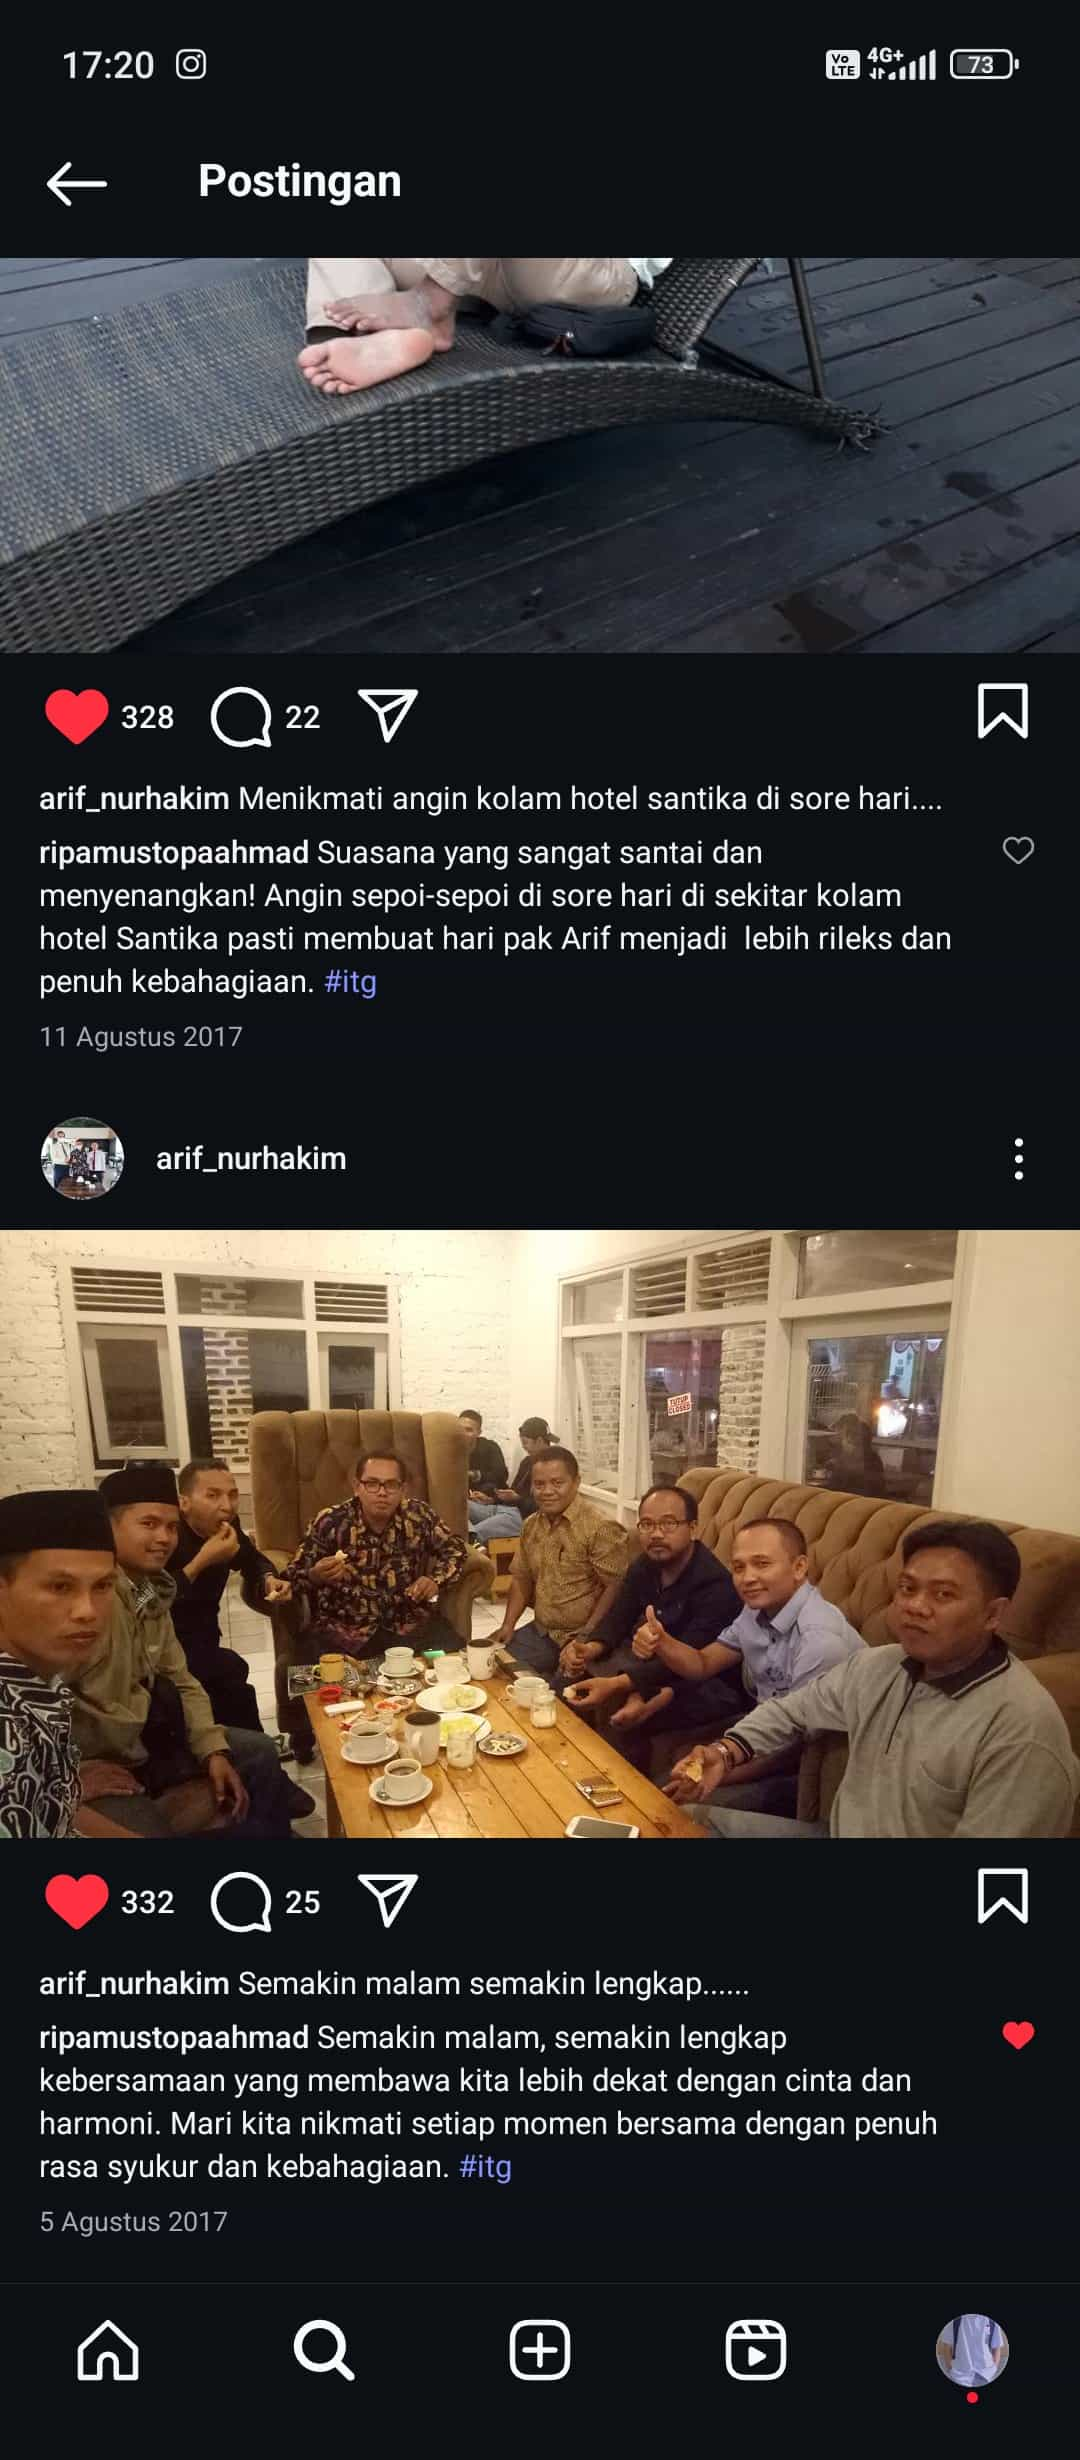 17:20
Vo LTE 4G+ 73
Postingan
328 22
arif_nurhakim Menikmati angin kolam hotel santika di sore hari....
ripamustopaahmad Suasana yang sangat santai dan
menyenangkan! Angin sepoi-sepoi di sore hari di sekitar kolam
hotel Santika pasti membuat hari pak Arif menjadi  lebih rileks dan
penuh kebahagiaan. #itg
11 Agustus 2017
arif_nurhakim
TUTUP
CLOSED
332 25
arif_nurhakim Semakin malam semakin lengkap......
ripamustopaahmad Semakin malam, semakin lengkap
kebersamaan yang membawa kita lebih dekat dengan cinta dan
harmoni. Mari kita nikmati setiap momen bersama dengan penuh
rasa syukur dan kebahagiaan. #itg
5 Agustus 2017